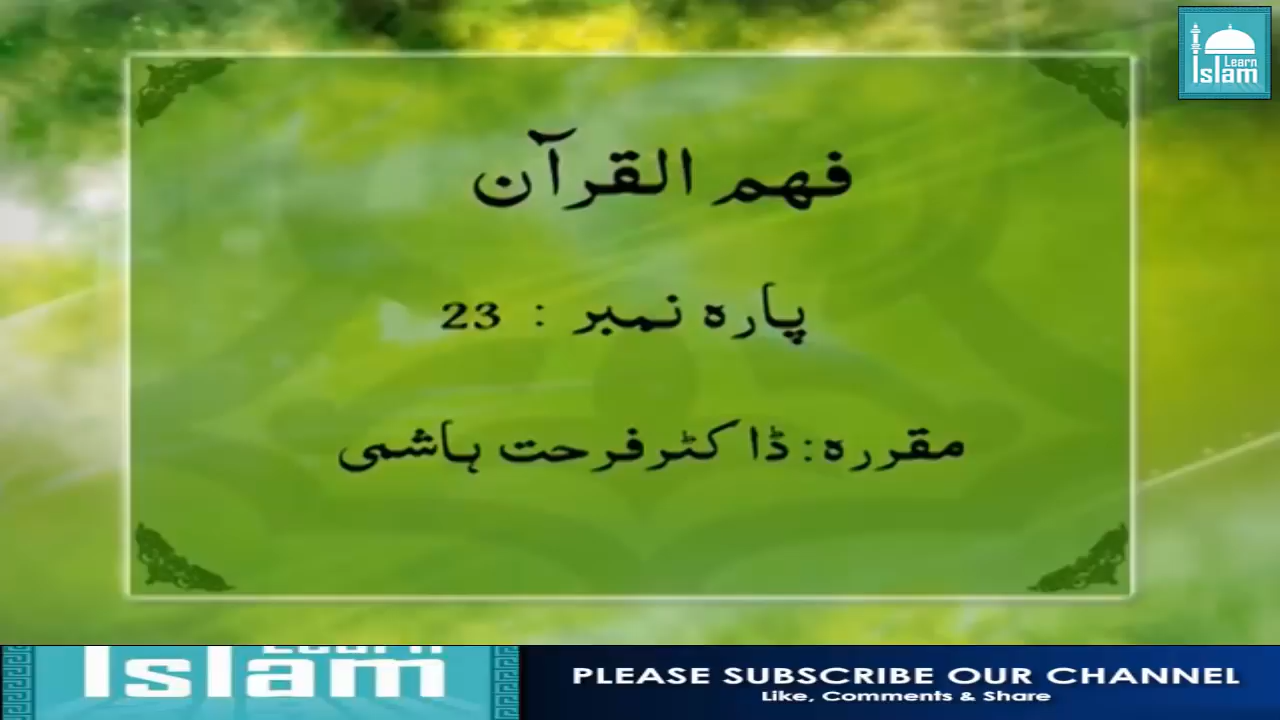 Learn
Islam
فہم القرآن
پارہ نمبر : 23
مقررہ: ڈاکٹر فرحت ہاشمی
Learn
Islam
PLEASE SUBSCRIBE OUR CHANNEL
Like, Comments & Share